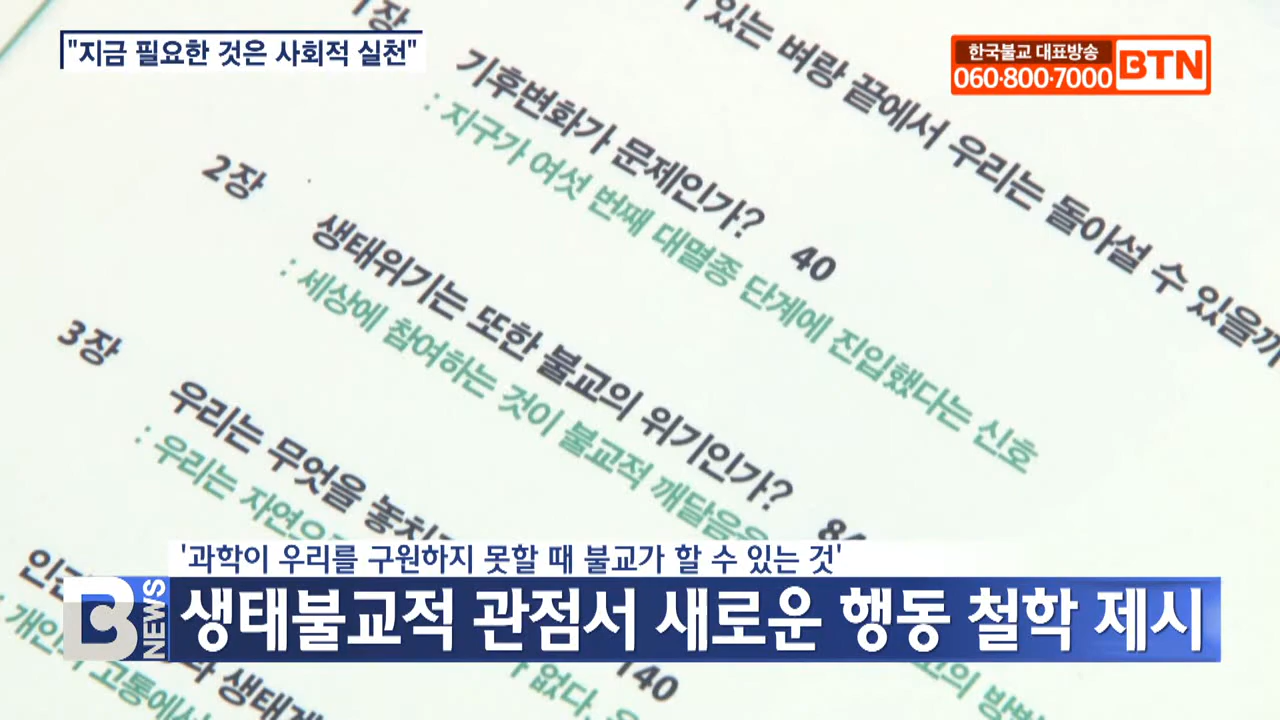 "지금 필요한 것은 사회적 실천"
한국불교 대표방송
060·800·7000
BTN
1장
있는 벼랑 끝에서 우리는 돌아설 수 있을까
기후변화가 문제인가? 40
: 지구가 여섯 번째 대멸종 단계에 진입했다는 신호
2장
생태위기는 또한 불교의 위기인가?
: 세상에 참여하는 것이 불교적 깨달음을
3장
우리는 무엇을
: 우리는
140
'과학이 우리를 구원하지 못할 때 불교가 할 수 있는 것'
B NEWS
생태불교적 관점서 새로운 행동 철학 제시